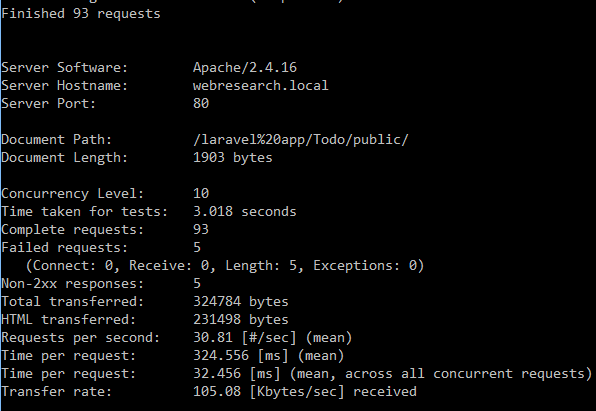 Finished 93 requests
Server Software: Apache/2.4.16
Server Hostname: webresearch.local
Server Port: 80
Document Path: /laravel%20app/Todo/public/
Document Length: 1903 bytes
Concurrency Level: 10
Time taken for tests: 3.018 seconds
Complete requests: 93
Failed requests: 5
(Connect: 0, Receive: 0, Length: 5, Exceptions: 0)
Non-2xx responses: 5
Total transferred: 324784 bytes
HTML transferred: 231498 bytes
Requests per second: 30.81 [#/sec] (mean)
Time per request: 324.556 [ms] (mean)
Time per request: 32.456 [ms] (mean, across all concurrent requests)
Transfer rate: 105.08 [Kbytes/sec] received